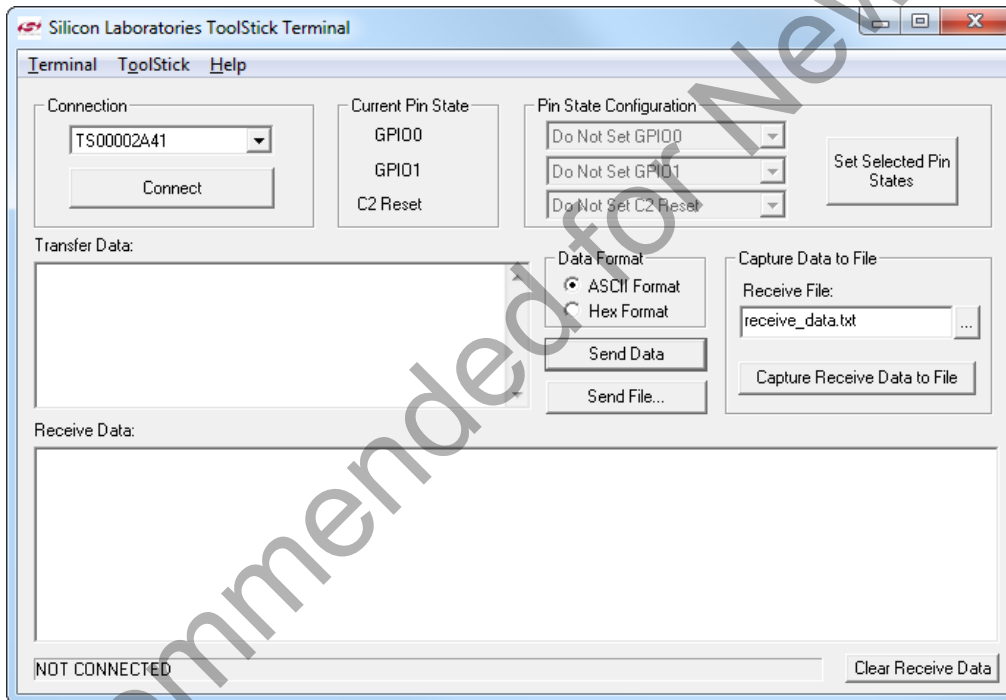 Silicon Laboratories ToolStick Terminal
Terminal ToolStick Help
Connection
TS00002A41
Connect
Current Pin State
GPIO0
GPIO1
C2 Reset
Pin State Configuration
Do Not Set GPIO0
Do Not Set GPIO1
Do Not Set C2 Reset
Set Selected Pin
States
Transfer Data:
Data Format
ASCII Format
Hex Format
Send Data
Send File...
Capture Data to File
Receive File:
receive_data.txt
...
Capture Receive Data to File
Receive Data:
NOT CONNECTED
Clear Receive Data
ommended for New